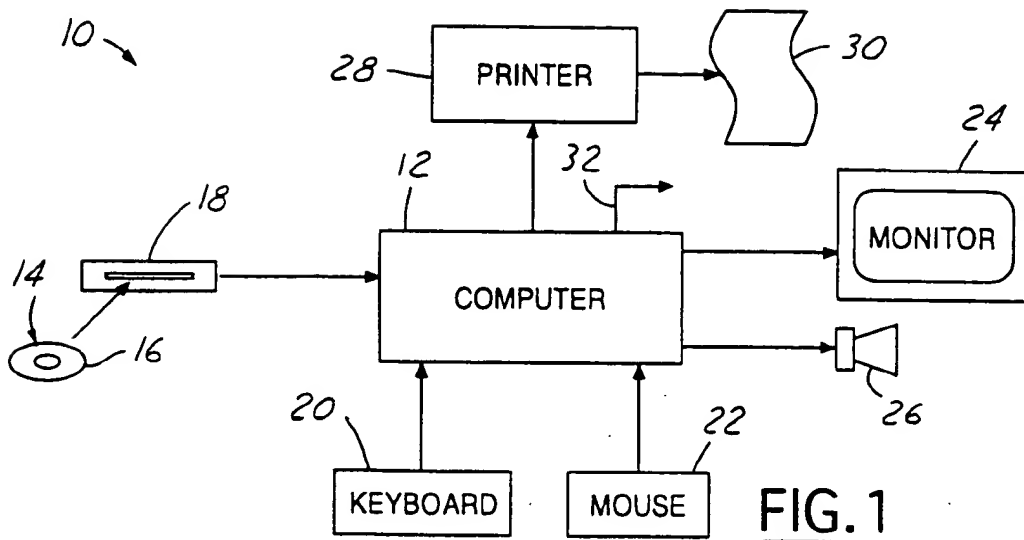 10
28
PRINTER
30
24
12
32
18
MONITOR
14
COMPUTER
16
26
20
22
KEYBOARD
MOUSE
FIG. 1